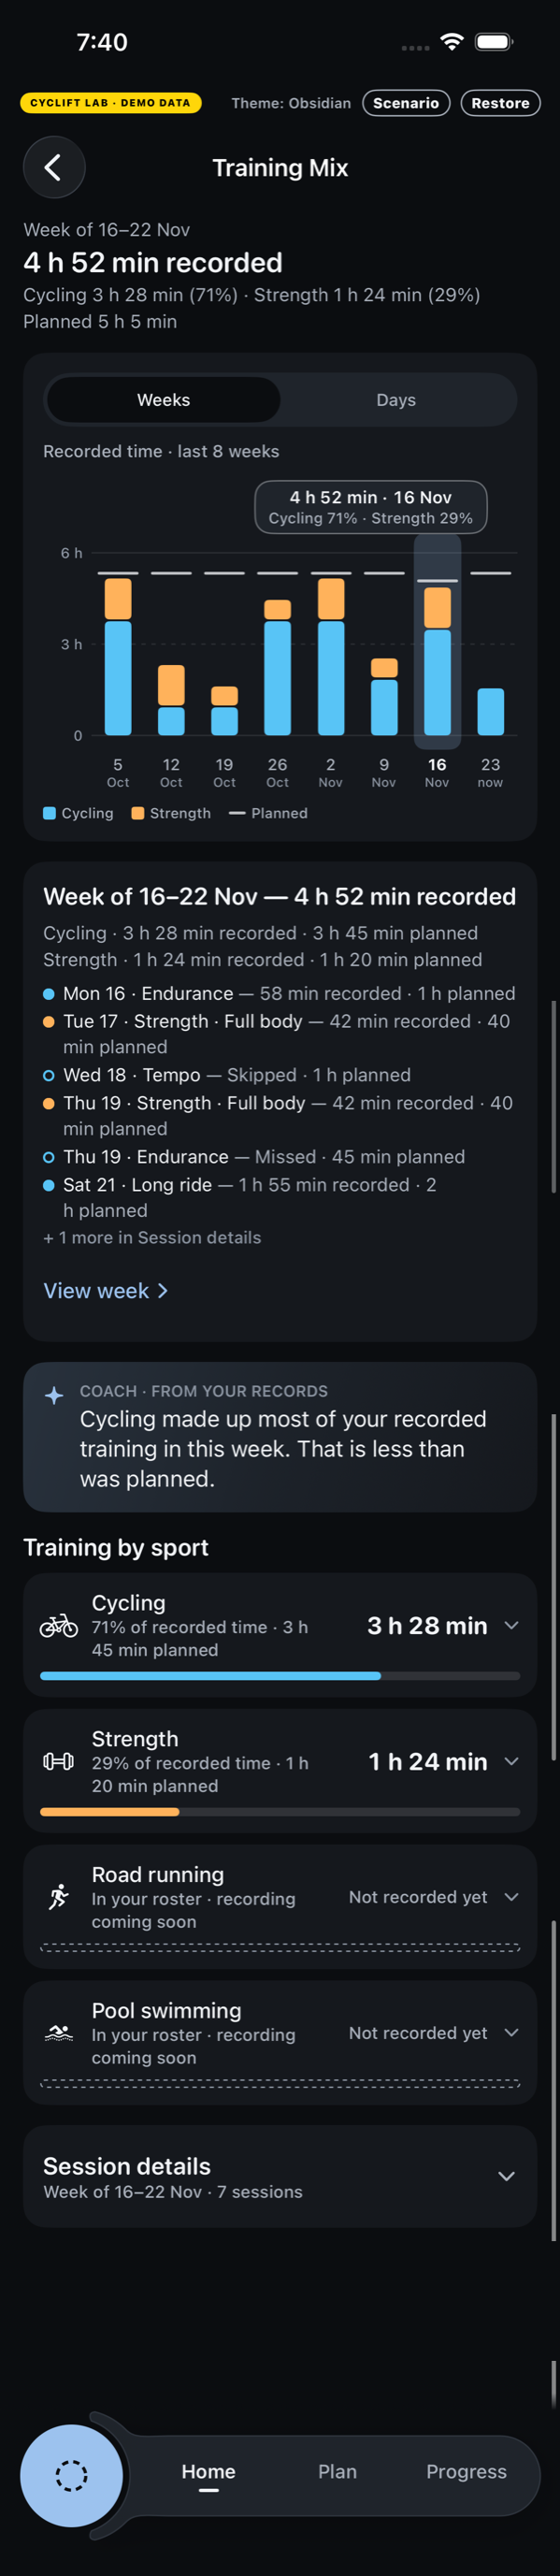 7:40
CYCLIFT LAB · DEMO DATA
Theme: Obsidian
Scenario
Restore
Training Mix
Week of 16–22 Nov
4 h 52 min recorded
Cycling 3 h 28 min (71%) · Strength 1 h 24 min (29%)
Planned 5 h 5 min
Weeks
Days
Recorded time · last 8 weeks
4 h 52 min · 16 Nov
Cycling 71% · Strength 29%
6 h
3 h
0
5 12 19 26 2 9 16 23
Oct Oct Oct Oct Nov Nov Nov now
Cycling Strength Planned
Week of 16–22 Nov — 4 h 52 min recorded
Cycling · 3 h 28 min recorded · 3 h 45 min planned
Strength · 1 h 24 min recorded · 1 h 20 min planned
Mon 16 · Endurance — 58 min recorded · 1 h planned
Tue 17 · Strength · Full body — 42 min recorded · 40
min planned
Wed 18 · Tempo — Skipped · 1 h planned
Thu 19 · Strength · Full body — 42 min recorded · 40
min planned
Thu 19 · Endurance — Missed · 45 min planned
Sat 21 · Long ride — 1 h 55 min recorded · 2
h planned
+ 1 more in Session details
View week
COACH · FROM YOUR RECORDS
Cycling made up most of your recorded
training in this week. That is less than
was planned.
Training by sport
Cycling
71% of recorded time · 3 h
45 min planned
3 h 28 min
Strength
29% of recorded time · 1 h
20 min planned
1 h 24 min
Road running
In your roster · recording
coming soon
Not recorded yet
Pool swimming
In your roster · recording
coming soon
Not recorded yet
Session details
Week of 16–22 Nov · 7 sessions
Home
Plan
Progress